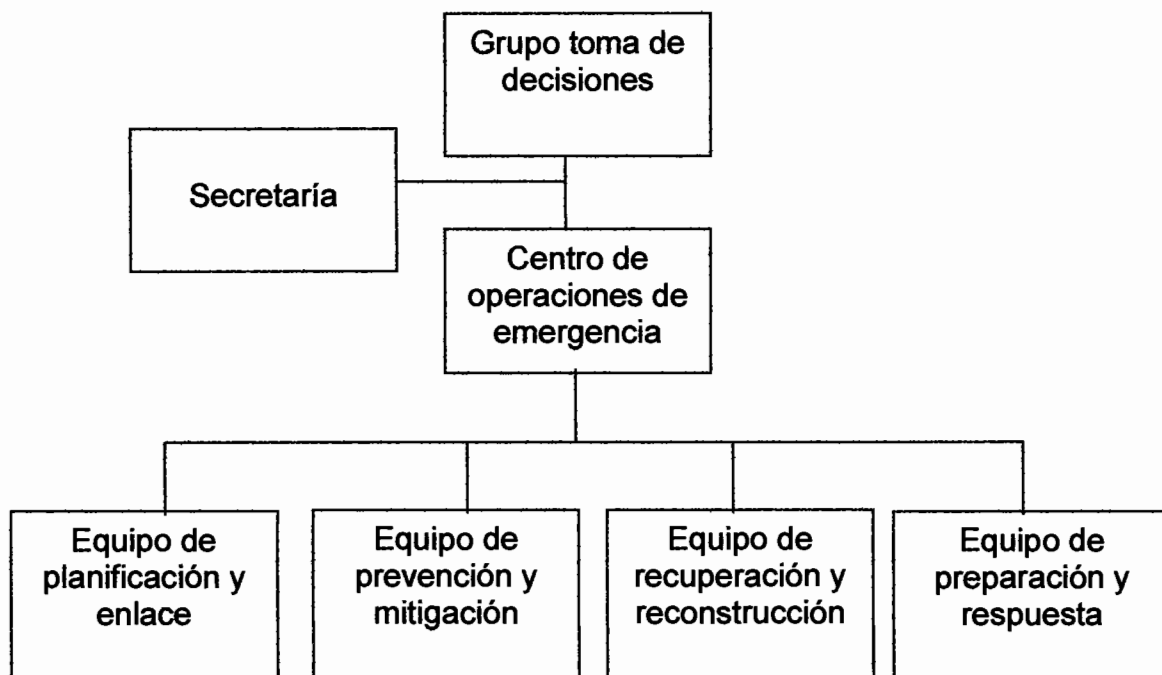 Grupo toma de
decisiones
Secretaría
Centro de
operaciones de
emergencia
Equipo de
planificación y
enlace
Equipo de
prevención y
mitigación
Equipo de
recuperación y
reconstrucción
Equipo de
preparación y
respuesta